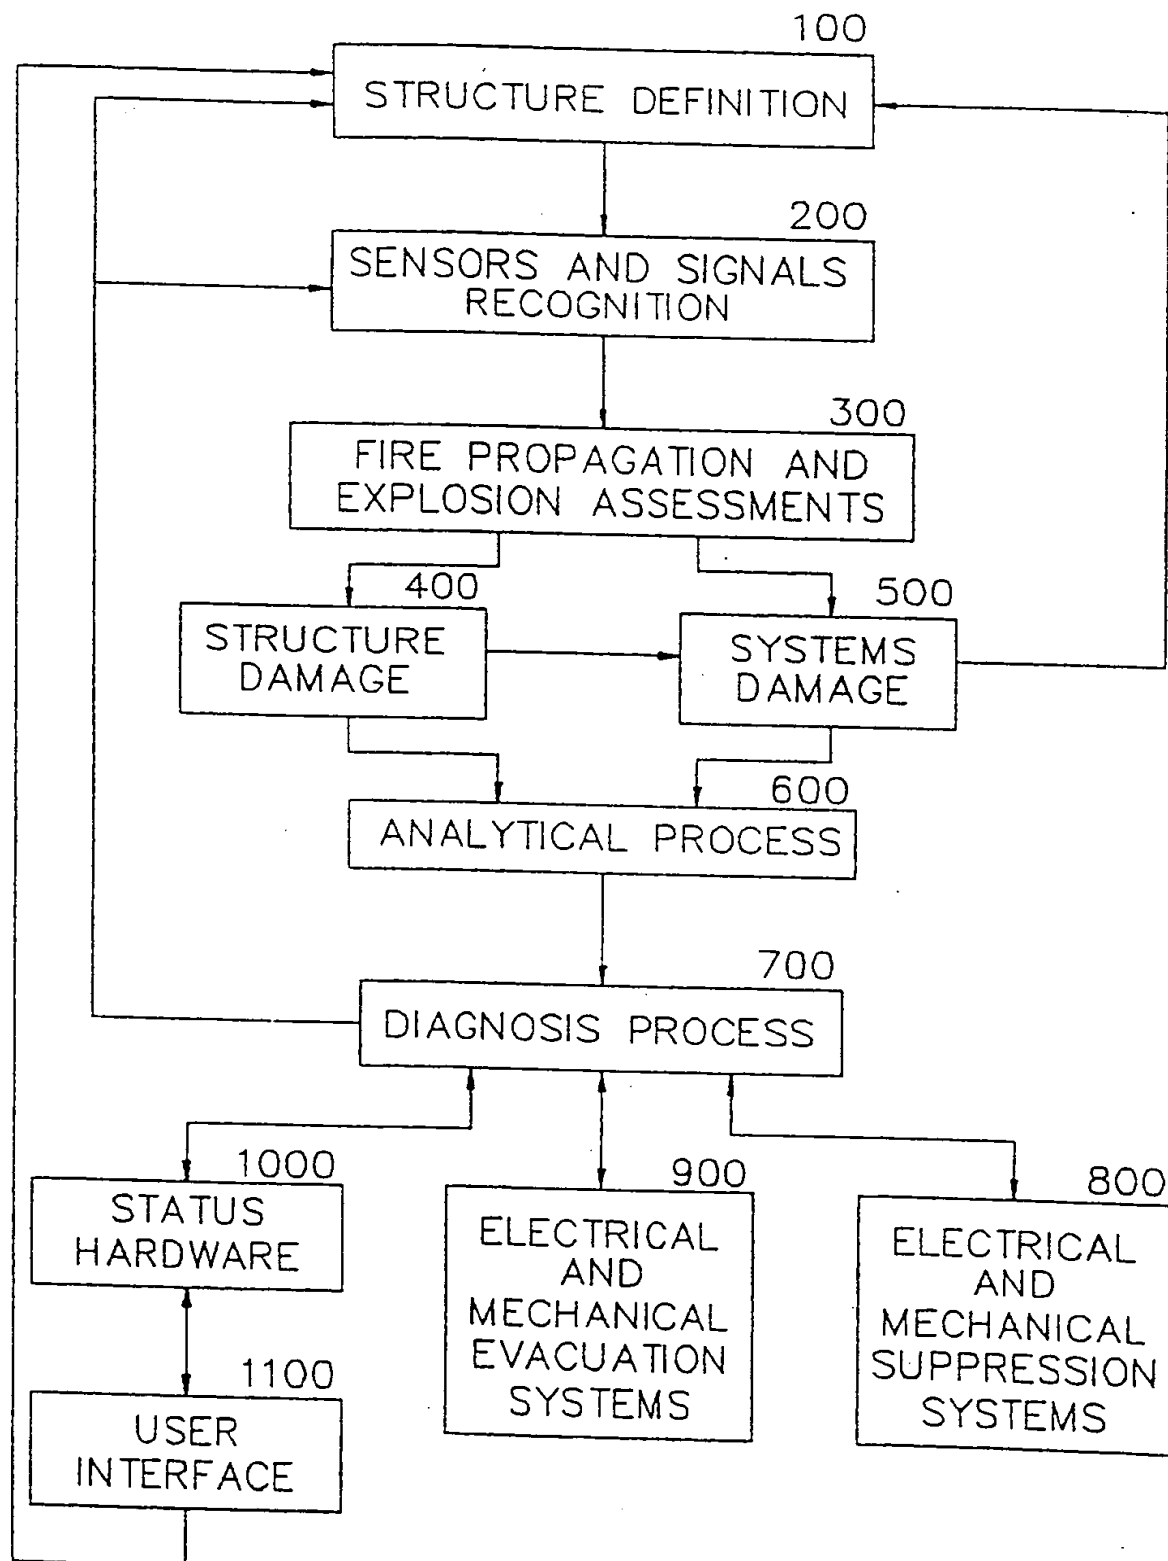 100
STRUCTURE DEFINITION
200
SENSORS AND SIGNALS
RECOGNITION
300
FIRE PROPAGATION AND
EXPLOSION ASSESSMENTS
400
STRUCTURE
DAMAGE
500
SYSTEMS
DAMAGE
600
ANALYTICAL PROCESS
700
DIAGNOSIS PROCESS
1000
STATUS
HARDWARE
900
ELECTRICAL
AND
MECHANICAL
EVACUATION
SYSTEMS
800
ELECTRICAL
AND
MECHANICAL
SUPPRESSION
SYSTEMS
1100
USER
INTERFACE